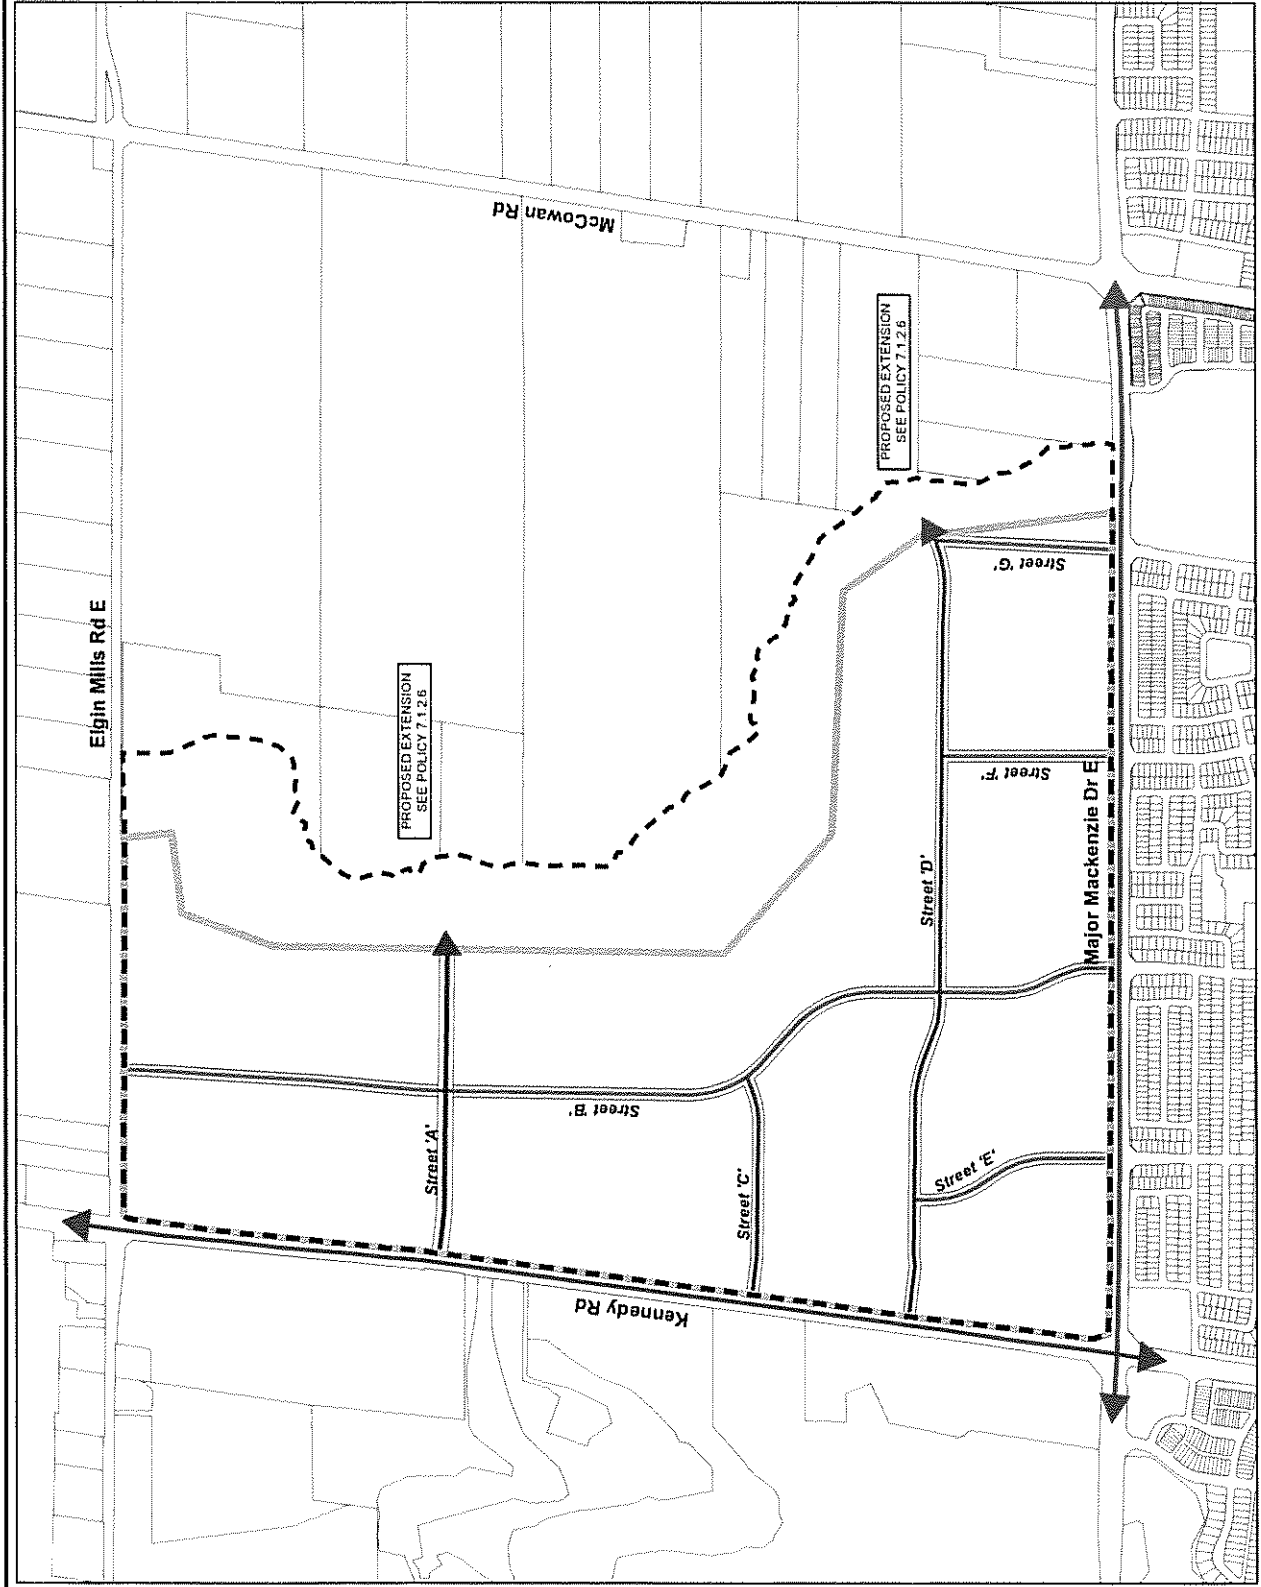 Elgin Mills Rd E
McCowan Rd
PROPOSED EXTENSION
SEE POLICY 7.1.2.6
PROPOSED EXTENSION
SEE POLICY 7.1.2.6
Street 'A'
Street 'B'
Street 'C'
Street 'D'
Street 'E'
Street 'F'
Street 'G'
Kennedy Rd
Major Mackenzie Dr E